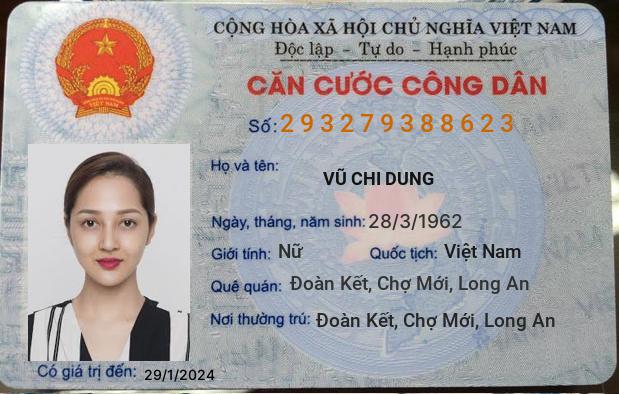 CỘNG HÒA XÃ HỘI CHỦ NGHĨA VIỆT NAM
Độc lập - Tự do - Hạnh phúc
CĂN CƯỚC CÔNG DÂN
Số: 293279388623
Họ và tên:
VŨ CHI DUNG
Ngày, tháng, năm sinh: 28/3/1962
Giới tính: Nữ Quốc tịch: Việt Nam
Quê quán: Đoàn Kết, Chợ Mới, Long An
Nơi thường trú: Đoàn Kết, Chợ Mới, Long An
Có giá trị đến: 29/1/2024
VIỆT NAM